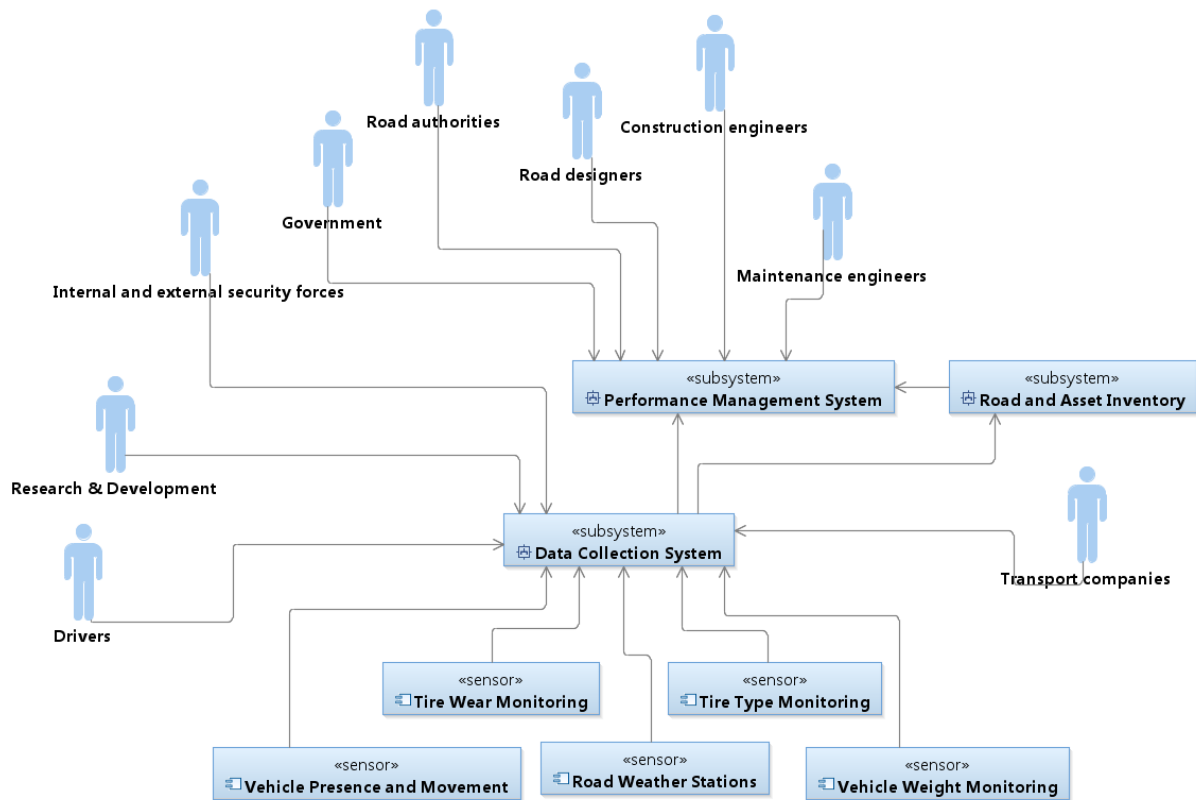 Road authorities
Construction engineers
Road designers
Government
Maintenance engineers
Internal and external security forces
«subsystem»
Performance Management System
«subsystem»
Road and Asset Inventory
Research & Development
«subsystem»
Data Collection System
Transport companies
Drivers
«sensor»
Tire Wear Monitoring
«sensor»
Tire Type Monitoring
«sensor»
Vehicle Presence and Movement
«sensor»
Road Weather Stations
«sensor»
Vehicle Weight Monitoring